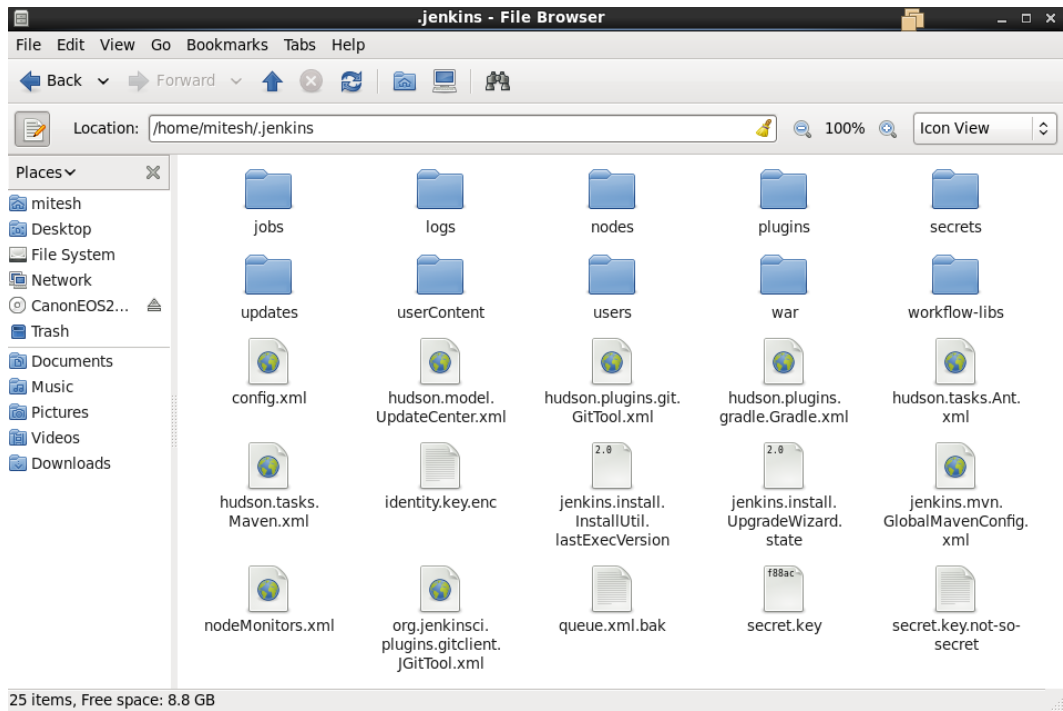 .jenkins - File Browser
File Edit View Go Bookmarks Tabs Help
Back Forward
Location: /home/mitesh/.jenkins 100% Icon View
Places
mitesh
Desktop
File System
Network
CanonEOS2...
Trash
Documents
Music
Pictures
Videos
Downloads
jobs logs nodes plugins secrets
updates userContent users war workflow-libs
config.xml hudson.model. hudson.plugins.git. hudson.plugins. hudson.tasks.Ant.
UpdateCenter.xml GitTool.xml gradle.Gradle.xml xml
2.0 2.0
hudson.tasks. identity.key.enc jenkins.install. jenkins.install. jenkins.mvn.
Maven.xml InstallUtil. UpgradeWizard. GlobalMavenConfig.
lastExecVersion state xml
f88ac
nodeMonitors.xml org.jenkinsci. queue.xml.bak secret.key secret.key.not-so-
plugins.gitclient. secret
JGitTool.xml
25 items, Free space: 8.8 GB